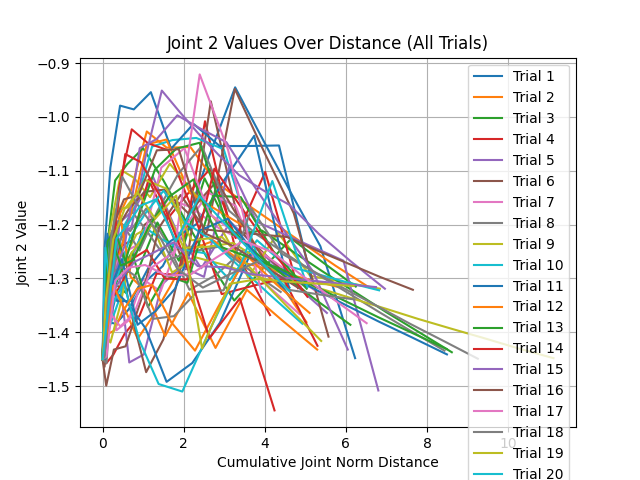 Joint 2 Values Over Distance (All Trials)
Joint 2 Value
−0.9
−1.0
−1.1
−1.2
−1.3
−1.4
−1.5
0
2
4
6
8
10
Cumulative Joint Norm Distance
Trial 1
Trial 2
Trial 3
Trial 4
Trial 5
Trial 6
Trial 7
Trial 8
Trial 9
Trial 10
Trial 11
Trial 12
Trial 13
Trial 14
Trial 15
Trial 16
Trial 17
Trial 18
Trial 19
Trial 20